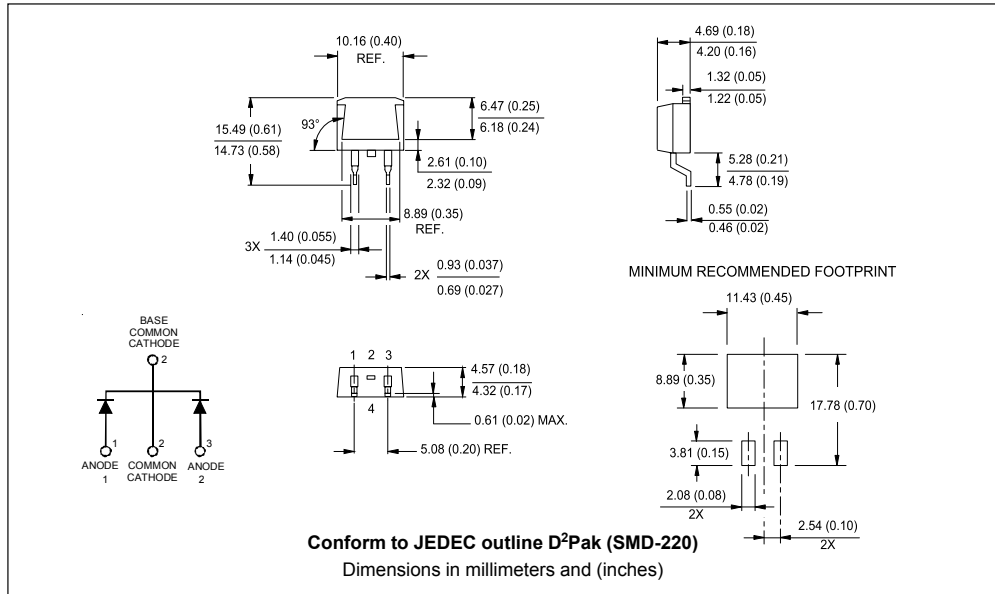 10.16 (0.40)
REF.
15.49 (0.61)
14.73 (0.58)
93°
6.47 (0.25)
6.18 (0.24)
2.61 (0.10)
2.32 (0.09)
8.89 (0.35)
REF.
3X
1.40 (0.055)
1.14 (0.045)
2X
0.93 (0.037)
0.69 (0.027)
4.69 (0.18)
4.20 (0.16)
1.32 (0.05)
1.22 (0.05)
5.28 (0.21)
4.78 (0.19)
0.55 (0.02)
0.46 (0.02)
MINIMUM RECOMMENDED FOOTPRINT
11.43 (0.45)
8.89 (0.35)
17.78 (0.70)
3.81 (0.15)
2.08 (0.08)
2X
2.54 (0.10)
2X
BASE
COMMON
CATHODE
2
1 2 3
ANODE COMMON ANODE
1 CATHODE 2
1 2 3
4
4.57 (0.18)
4.32 (0.17)
0.61 (0.02) MAX.
5.08 (0.20) REF.
Conform to JEDEC outline D²Pak (SMD-220)
Dimensions in millimeters and (inches)